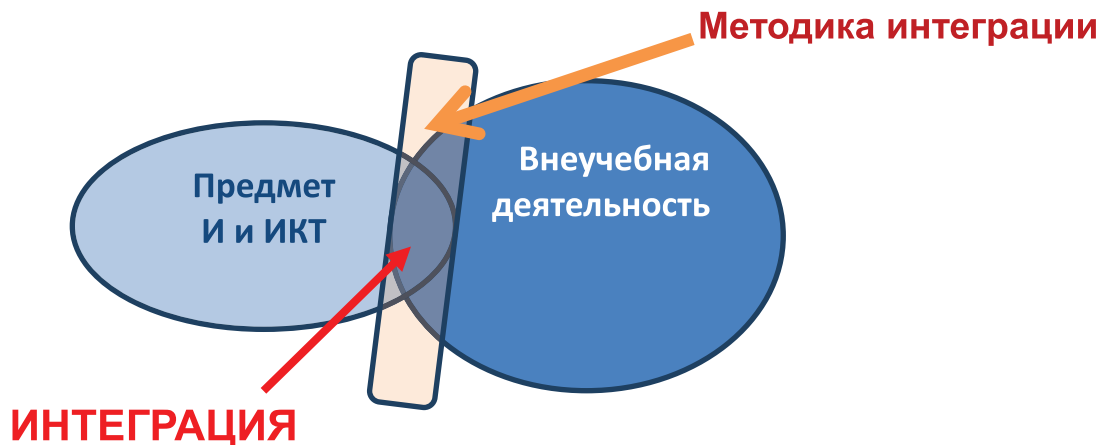 Методика интеграции
Внеучебная
деятельность
Предмет
И и ИКТ
ИНТЕГРАЦИЯ